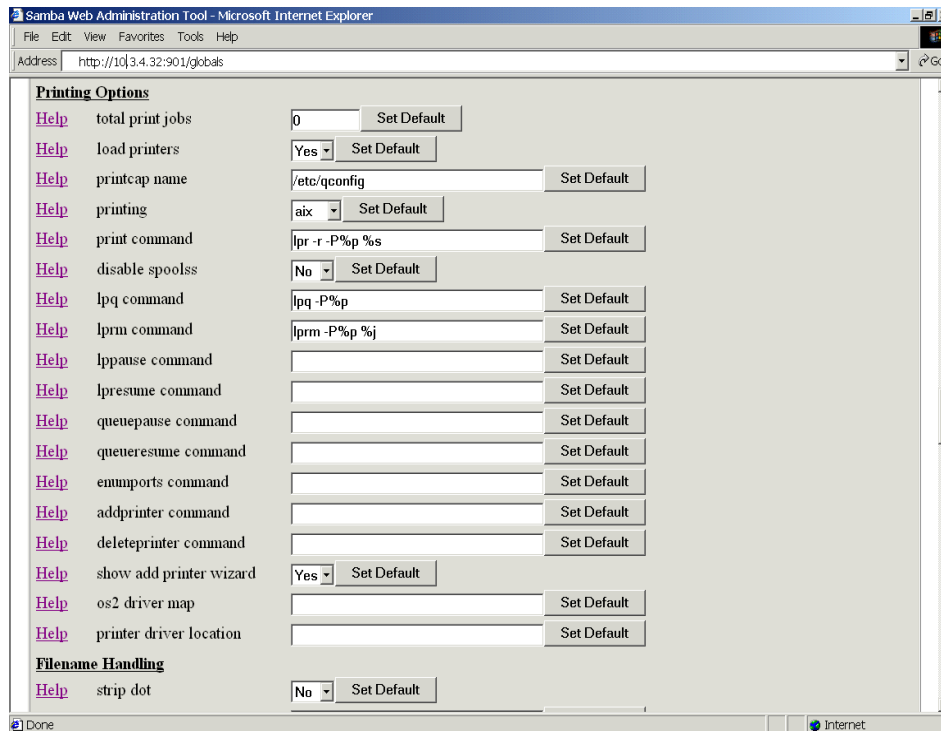 Samba Web Administration Tool - Microsoft Internet Explorer
File Edit View Favorites Tools Help
Address http://10.3.4.32:901/globals Go
Printing Options
Help total print jobs 0 Set Default
Help load printers Yes Set Default
Help printcap name /etc/qconfig Set Default
Help printing aix Set Default
Help print command lpr -r -P%p %s Set Default
Help disable spoolss No Set Default
Help lpq command lpq -P%p Set Default
Help lprm command lprm -P%p %j Set Default
Help lppause command Set Default
Help lpresume command Set Default
Help queuepause command Set Default
Help queueresume command Set Default
Help enumports command Set Default
Help addprinter command Set Default
Help deleteprinter command Set Default
Help show add printer wizard Yes Set Default
Help os2 driver map Set Default
Help printer driver location Set Default
Filename Handling
Help strip dot No Set Default
Done Internet